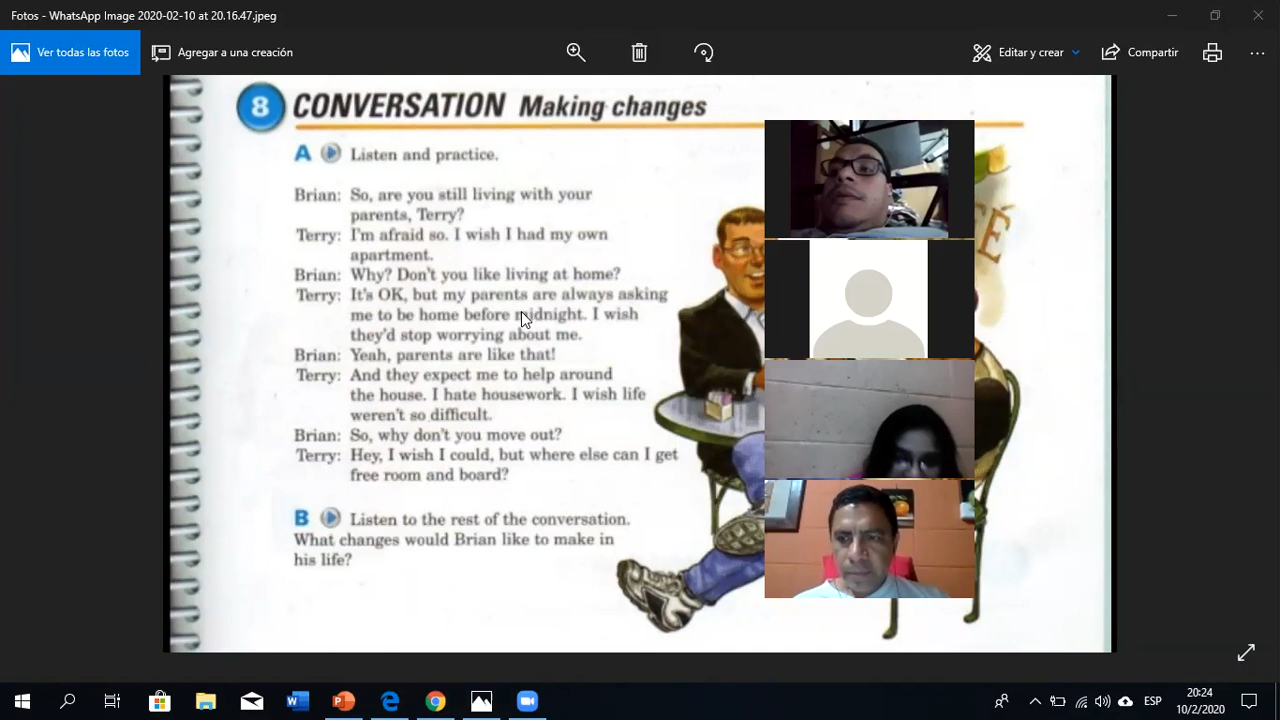 Fotos - WhatsApp Image 2020-02-10 at 20.16.47.jpeg
Ver todas las fotos
Agregar a una creación
Editar y crear
Compartir
8 CONVERSATION Making changes
A Listen and practice.
Brian: So, are you still living with your
parents, Terry?
Terry: I'm afraid so. I wish I had my own
apartment.
Brian: Why? Don't you like living at home?
Terry: It's OK, but my parents are always asking
me to be home before midnight. I wish
they'd stop worrying about me.
Brian: Yeah, parents are like that!
Terry: And they expect me to help around
the house. I hate housework. I wish life
weren't so difficult.
Brian: So, why don't you move out?
Terry: Hey, I wish I could, but where else can I get
free room and board?
B Listen to the rest of the conversation.
What changes would Brian like to make in
his life?
ESP
20:24
10/2/2020